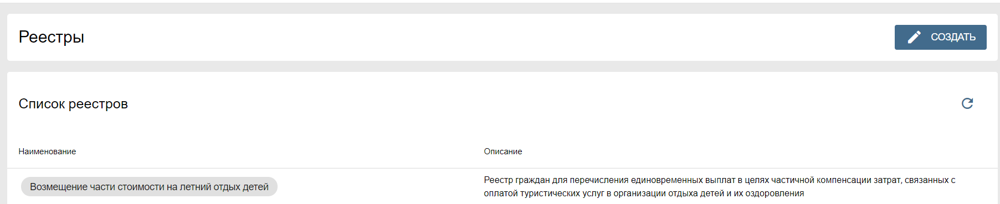 Реестры
СОЗДАТЬ
Список реестров
Наименование
Описание
Возмещение части стоимости на летний отдых детей
Реестр граждан для перечисления единовременных выплат в целях частичной компенсации затрат, связанных с
оплатой туристических услуг в организации отдыха детей и их оздоровления